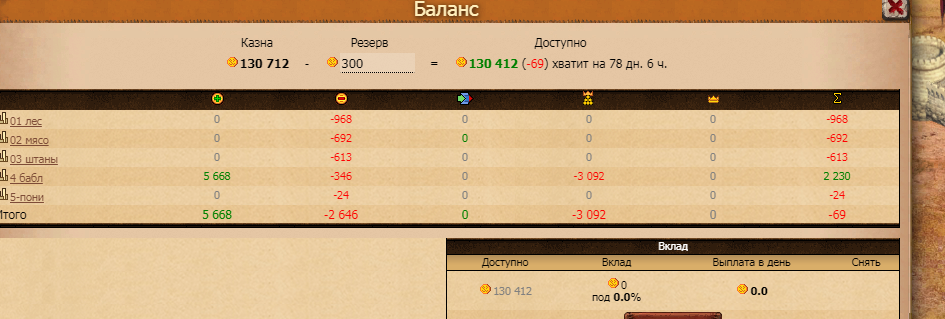 Баланс
Казна Резерв Доступно
130 712 - 300 = 130 412 (-69) хватит на 78 дн. 6 ч.
Σ
01 лес 0 -968 0 0 0 -968
02 мясо 0 -692 0 0 0 -692
03 штаны 0 -613 0 0 0 -613
4 бабл 5 668 -346 0 -3 092 0 2 230
5-пони 0 -24 0 0 0 -24
Итого 5 668 -2 646 0 -3 092 0 -69
Вклад
Доступно Вклад Выплата в день Снять
130 412 0 0.0
под 0.0%